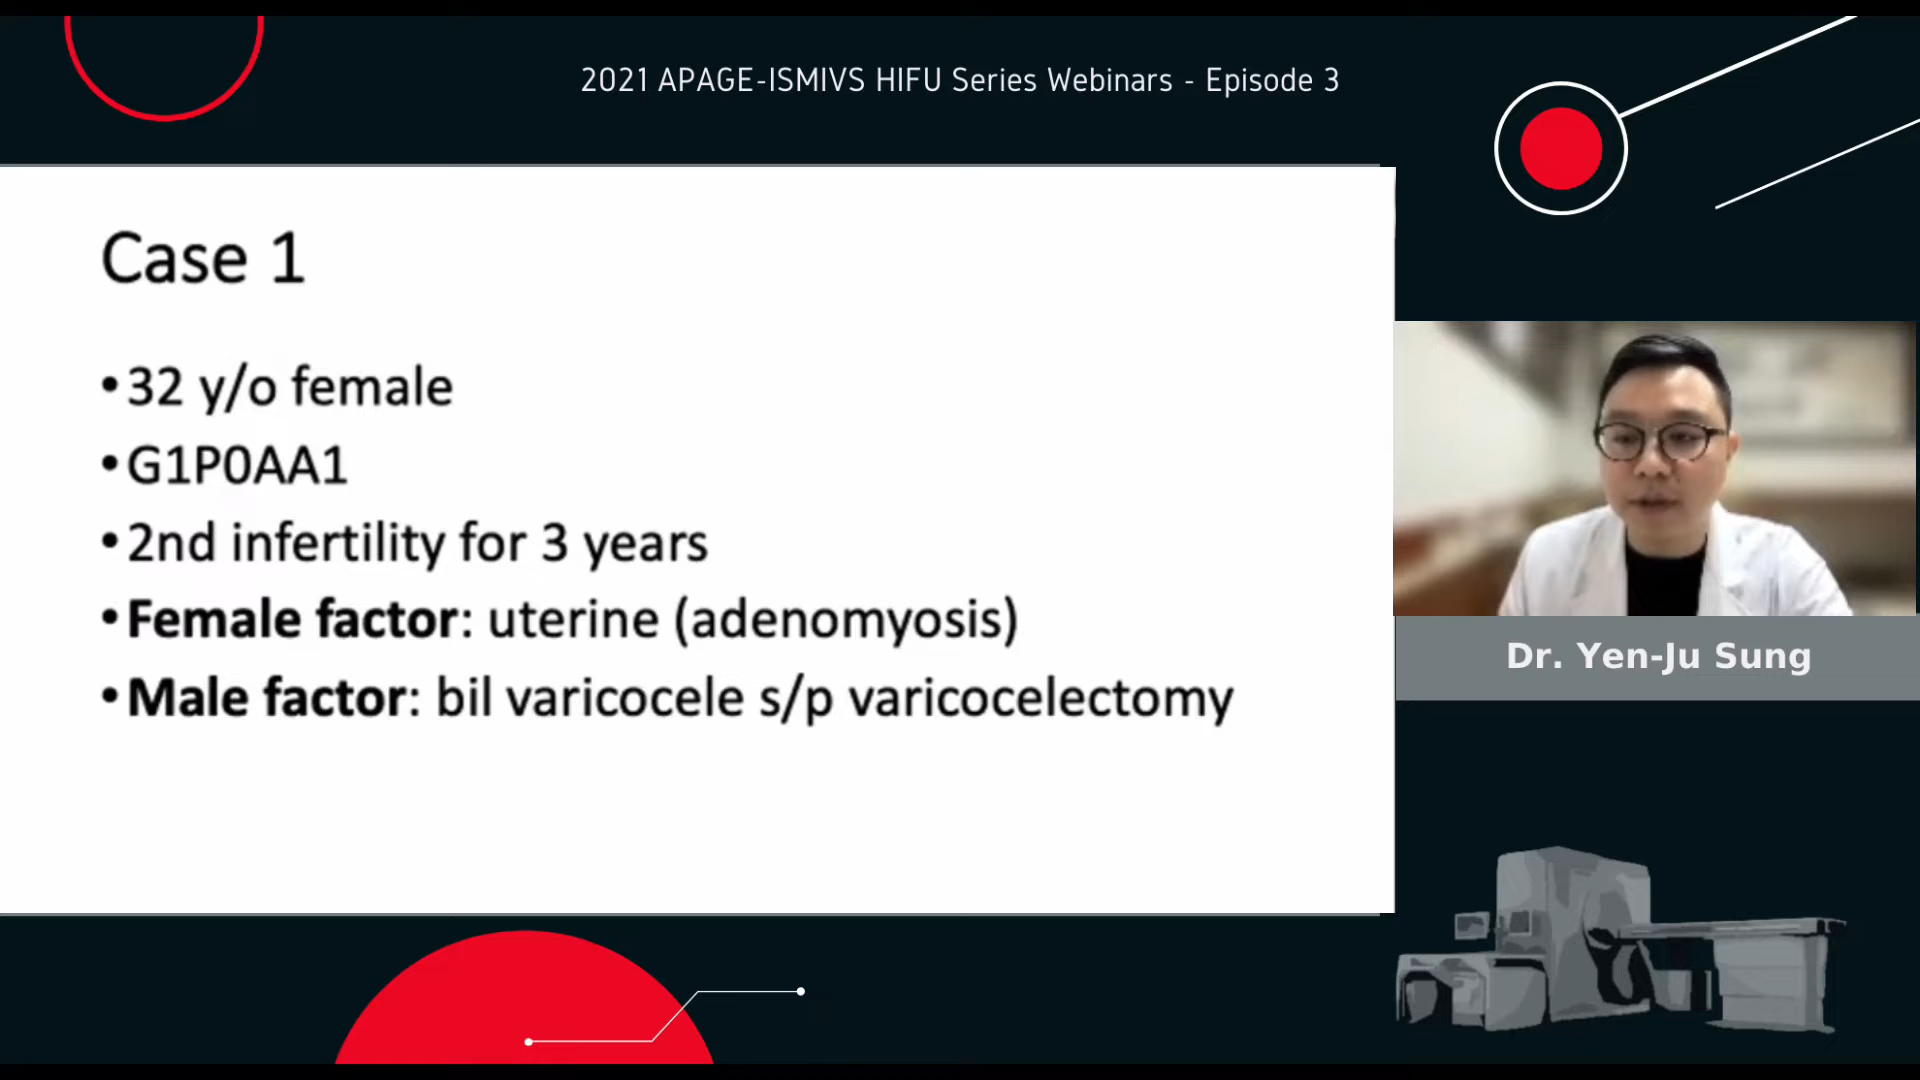 2021 APAGE-ISMIVS HIFU Series Webinars - Episode 3
Case 1
•32 y/o female
•G1P0AA1
•2nd infertility for 3 years
•Female factor: uterine (adenomyosis)
•Male factor: bil varicocele s/p varicocelectomy
Dr. Yen-Ju Sung